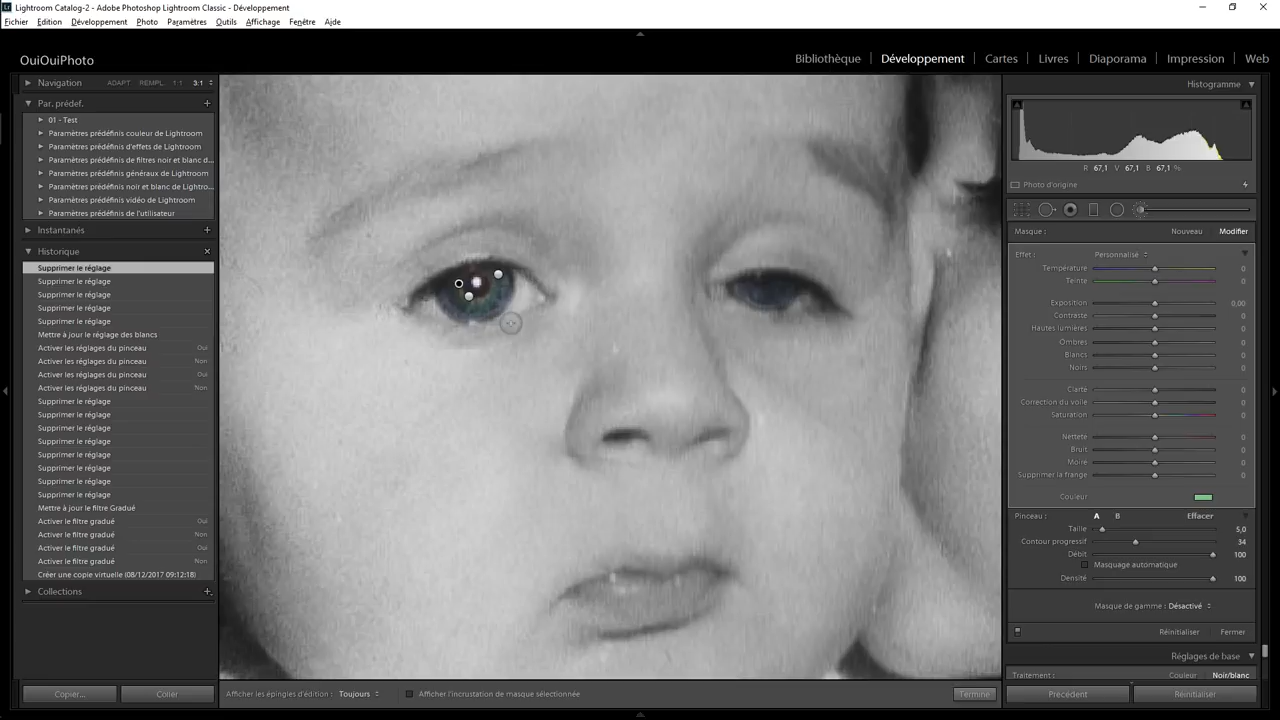 Lightroom Catalog-2 - Adobe Photoshop Lightroom Classic - Développement
Fichier Edition Développement Photo Paramètres Outils Affichage Fenêtre Aide
OuiOuiPhoto
Bibliothèque Développement Cartes Livres Diaporama Impression Web
Navigation ADAPT REMPL. 1:1 3:1
Par. prédef.
01 - Test
Paramètres prédéfinis couleur de Lightroom
Paramètres prédéfinis d'effets de Lightroom
Paramètres prédéfinis de filtres noir et blanc d...
Paramètres prédéfinis généraux de Lightroom
Paramètres prédéfinis noir et blanc de Lightro...
Paramètres prédéfinis vidéo de Lightroom
Paramètres prédéfinis de l'utilisateur
Instantanés
Historique
Supprimer le réglage
Supprimer le réglage
Supprimer le réglage
Supprimer le réglage
Supprimer le réglage
Mettre à jour le réglage des blancs
Activer les réglages du pinceau Oui
Activer les réglages du pinceau Non
Activer les réglages du pinceau Oui
Activer les réglages du pinceau Non
Supprimer le réglage
Supprimer le réglage
Supprimer le réglage
Supprimer le réglage
Supprimer le réglage
Supprimer le réglage
Supprimer le réglage
Supprimer le réglage
Mettre à jour le filtre Gradué
Activer le filtre gradué Oui
Activer le filtre gradué Non
Activer le filtre gradué Oui
Activer le filtre gradué Non
Créer une copie virtuelle (08/12/2017 09:12:18)
Collections
Copier... Coller
Afficher les épingles d'édition : Toujours Afficher l'incrustation de masque sélectionnée Terminé
Histogramme
R 67,1 V 67,1 B 67,1 %
Photo d'origine
Masque : Nouveau Modifier
Effet : Personnalisé
Température 0
Teinte 0
Exposition 0,00
Contraste 0
Hautes lumières 0
Ombres 0
Blancs 0
Noirs 0
Clarté 0
Correction du voile 0
Saturation 0
Netteté 0
Bruit 0
Moiré 0
Supprimer la frange 0
Couleur
Pinceau : A B Effacer
Taille 5,0
Contour progressif 34
Débit 100
Masquage automatique
Densité 100
Masque de gamme : Désactivé
Réinitialiser Fermer
Réglages de base
Traitement : Couleur Noir/blanc
Précédent Réinitialiser